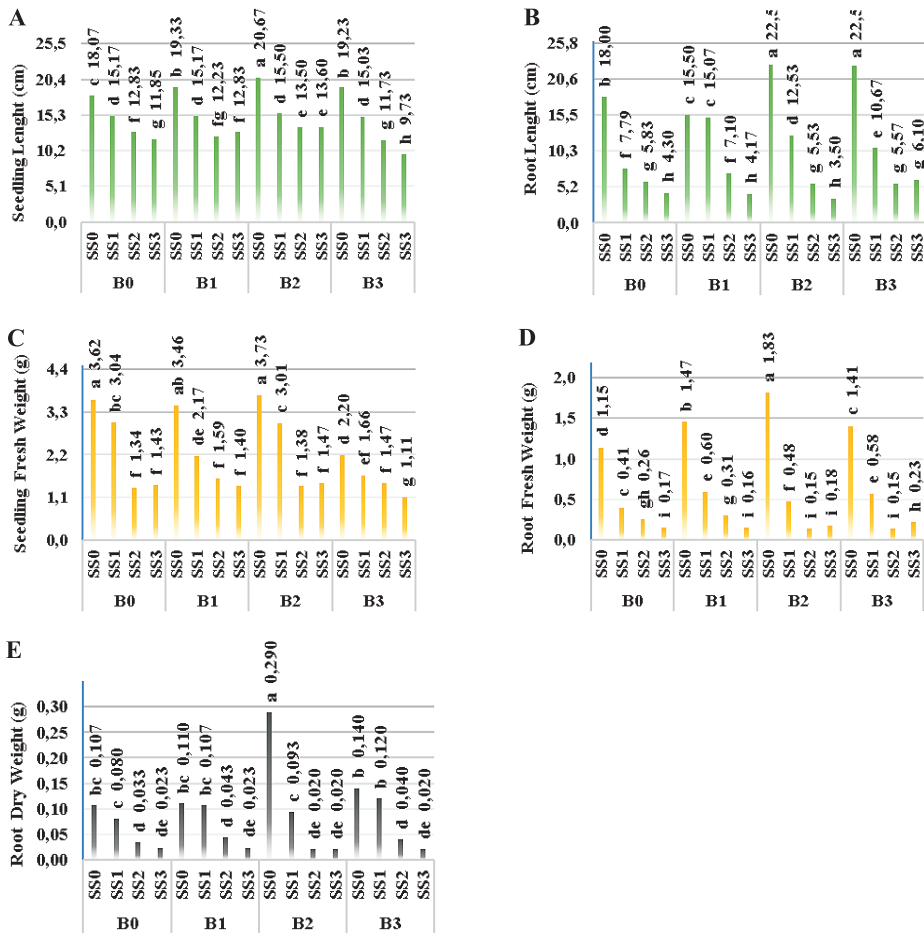 A
Seedling Lenght (cm)
25,5
20,4
15,3
10,2
5,1
0,0
c 18,07
d 15,17
f 12,83
g 11,85
b 19,33
d 15,17
fg 12,23
f 12,83
a 20,67
d 15,50
e 13,50
e 13,60
b 19,23
d 15,03
g 11,73
h 9,73
SS0 SS1 SS2 SS3 SS0 SS1 SS2 SS3 SS0 SS1 SS2 SS3 SS0 SS1 SS2 SS3
B0 B1 B2 B3
B
Root Lenght (cm)
25,8
20,6
15,5
10,3
5,2
0,0
b 18,00
f 7,79
g 5,83
h 4,30
c 15,50
c 15,07
f 7,10
h 4,17
a 22,5
d 12,53
g 5,53
h 3,50
a 22,5
e 10,67
g 5,57
g 6,10
SS0 SS1 SS2 SS3 SS0 SS1 SS2 SS3 SS0 SS1 SS2 SS3 SS0 SS1 SS2 SS3
B0 B1 B2 B3
C
Seedling Fresh Weight (g)
4,4
3,3
2,2
1,1
0,0
a 3,62
bc 3,04
f 1,34
f 1,43
ab 3,46
de 2,17
f 1,59
f 1,40
a 3,73
c 3,01
f 1,38
f 1,47
d 2,20
ef 1,66
f 1,47
g 1,11
SS0 SS1 SS2 SS3 SS0 SS1 SS2 SS3 SS0 SS1 SS2 SS3 SS0 SS1 SS2 SS3
B0 B1 B2 B3
D
Root Fresh Weight (g)
2,0
1,5
1,0
0,5
0,0
d 1,15
c 0,41
gh 0,26
i 0,17
b 1,47
e 0,60
g 0,31
i 0,16
a 1,83
f 0,48
i 0,15
i 0,18
c 1,41
e 0,58
i 0,15
h 0,23
SS0 SS1 SS2 SS3 SS0 SS1 SS2 SS3 SS0 SS1 SS2 SS3 SS0 SS1 SS2 SS3
B0 B1 B2 B3
E
Root Dry Weight (g)
0,30
0,25
0,20
0,15
0,10
0,05
0,00
bc 0,107
c 0,080
d 0,033
de 0,023
bc 0,110
bc 0,107
d 0,043
de 0,023
a 0,290
c 0,093
de 0,020
de 0,020
b 0,140
b 0,120
d 0,040
de 0,020
SS0 SS1 SS2 SS3 SS0 SS1 SS2 SS3 SS0 SS1 SS2 SS3 SS0 SS1 SS2 SS3
B0 B1 B2 B3